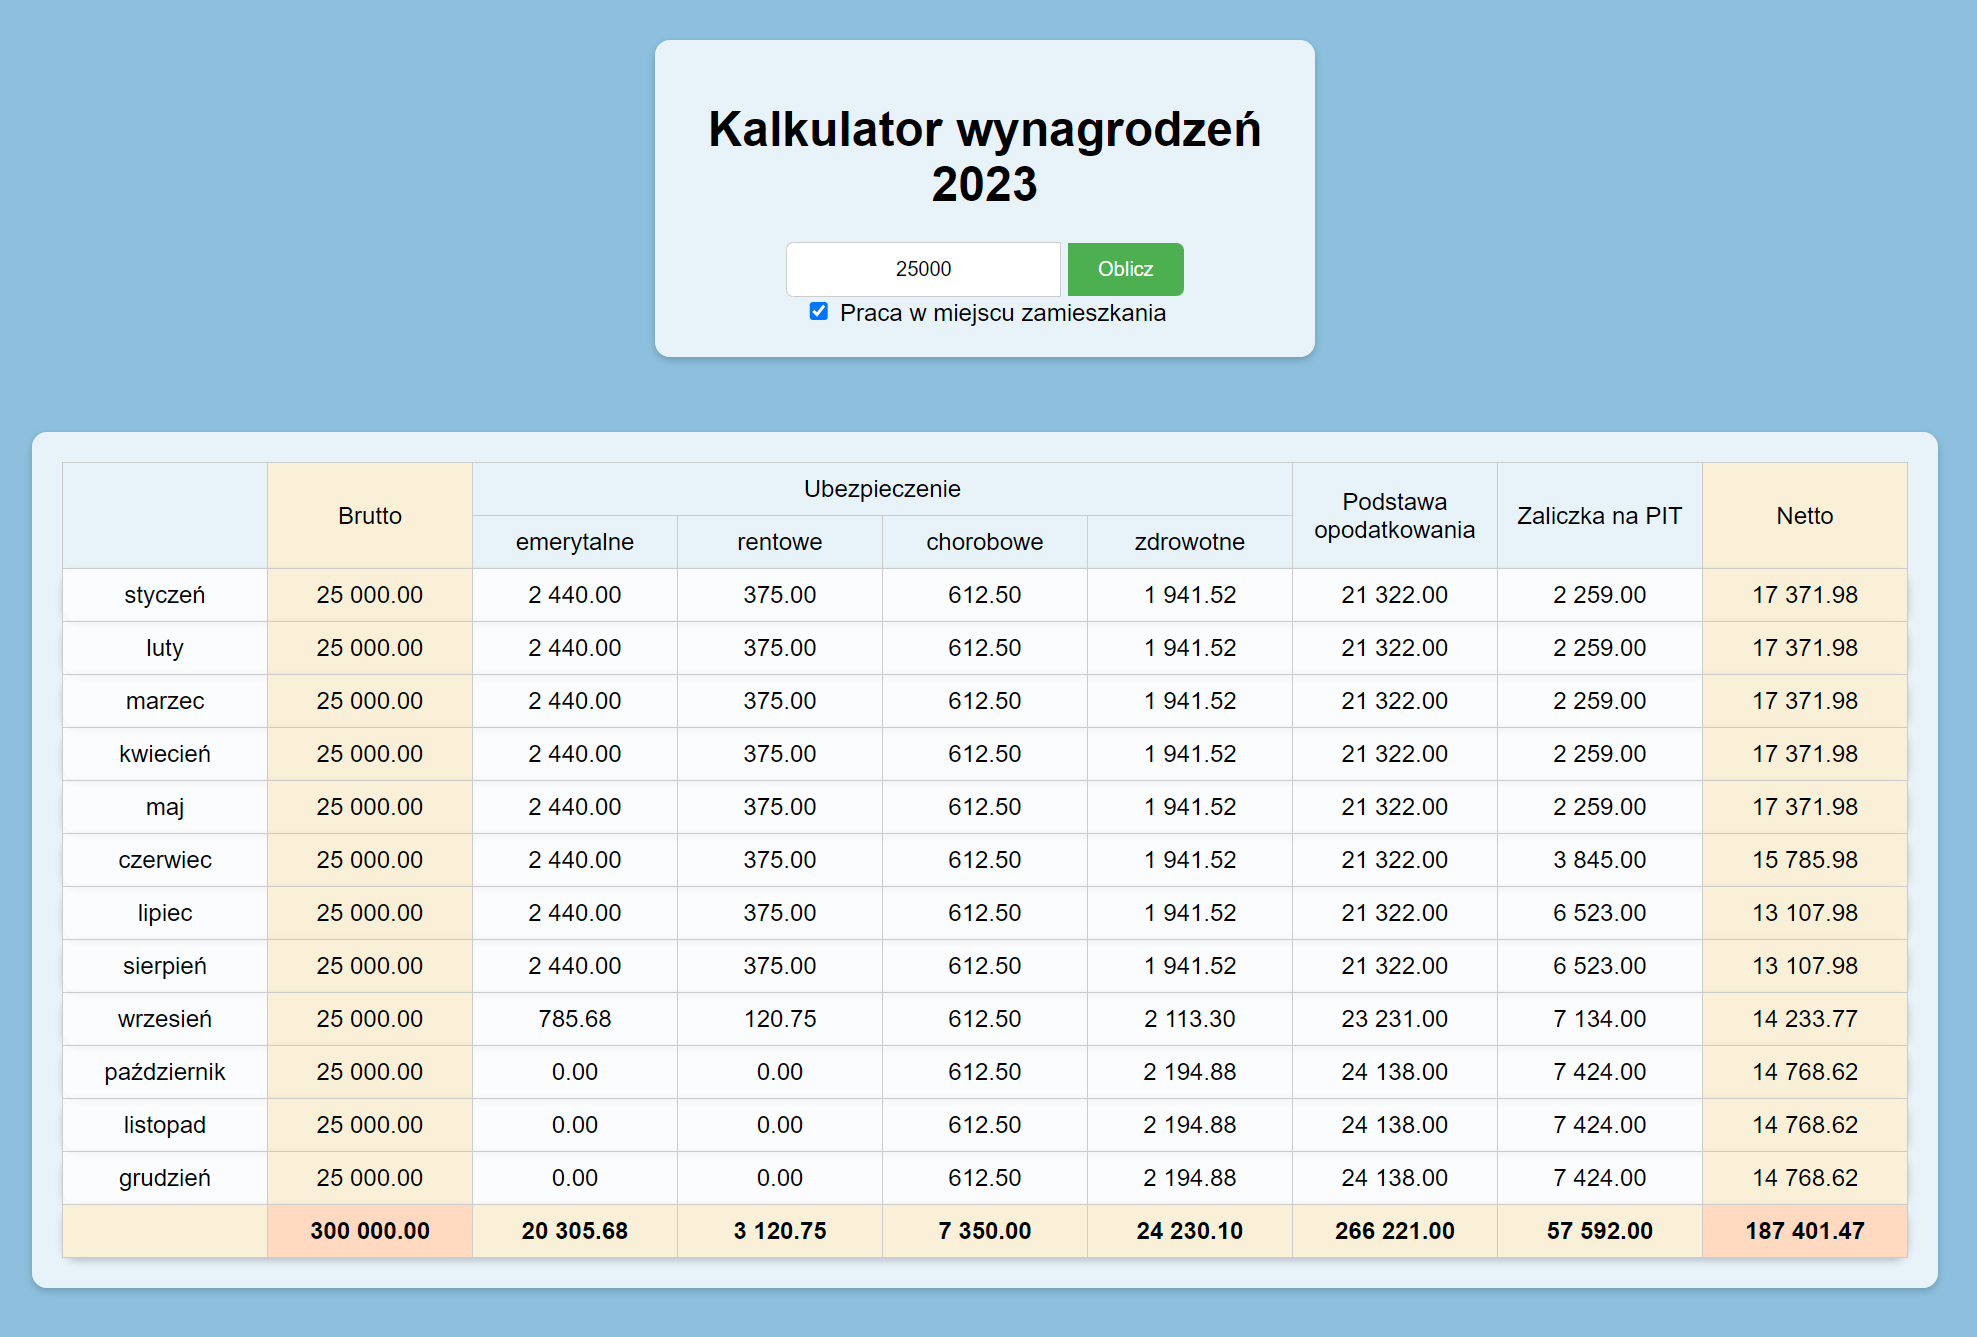 Kalkulator wynagrodzeń
2023
25000 Oblicz
Praca w miejscu zamieszkania
Brutto Ubezpieczenie Podstawa opodatkowania Zaliczka na PIT Netto
emerytalne rentowe chorobowe zdrowotne
styczeń 25 000.00 2 440.00 375.00 612.50 1 941.52 21 322.00 2 259.00 17 371.98
luty 25 000.00 2 440.00 375.00 612.50 1 941.52 21 322.00 2 259.00 17 371.98
marzec 25 000.00 2 440.00 375.00 612.50 1 941.52 21 322.00 2 259.00 17 371.98
kwiecień 25 000.00 2 440.00 375.00 612.50 1 941.52 21 322.00 2 259.00 17 371.98
maj 25 000.00 2 440.00 375.00 612.50 1 941.52 21 322.00 2 259.00 17 371.98
czerwiec 25 000.00 2 440.00 375.00 612.50 1 941.52 21 322.00 3 845.00 15 785.98
lipiec 25 000.00 2 440.00 375.00 612.50 1 941.52 21 322.00 6 523.00 13 107.98
sierpień 25 000.00 2 440.00 375.00 612.50 1 941.52 21 322.00 6 523.00 13 107.98
wrzesień 25 000.00 785.68 120.75 612.50 2 113.30 23 231.00 7 134.00 14 233.77
październik 25 000.00 0.00 0.00 612.50 2 194.88 24 138.00 7 424.00 14 768.62
listopad 25 000.00 0.00 0.00 612.50 2 194.88 24 138.00 7 424.00 14 768.62
grudzień 25 000.00 0.00 0.00 612.50 2 194.88 24 138.00 7 424.00 14 768.62
300 000.00 20 305.68 3 120.75 7 350.00 24 230.10 266 221.00 57 592.00 187 401.47